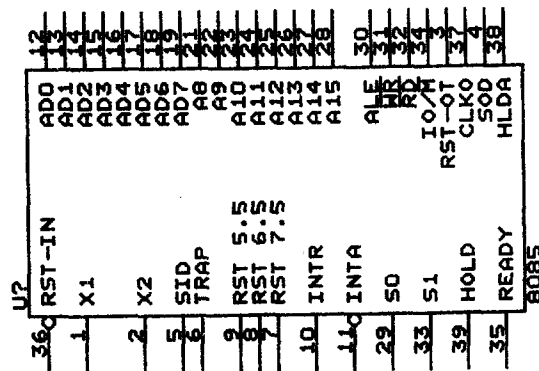 U?
36 RST-IN AD0 12
AD1 13
1 X1 AD2 14
AD3 15
AD4 16
2 X2 AD5 17
AD6 18
5 SID AD7 19
6 TRAP A8 21
A9 22
9 RST 5.5 A10 23
8 RST 6.5 A11 24
7 RST 7.5 A12 25
A13 26
10 INTR A14 27
A15 28
11 INTA
ALE 30
29 S0 WR 31
RD 32
33 S1 IO/M 34
RST-OT 3
39 HOLD CLKO 37
SOD 4
35 READY HLDA 38
8085